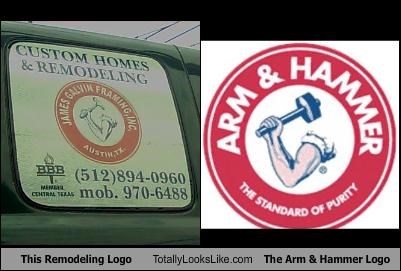 CUSTOM HOMES
& REMODELING
JAMES GALVIN FRAMING, INC.
AUSTIN, TX.
BBB
MEMBER
CENTRAL TEXAS
(512)894-0960
mob. 970-6488
ARM & HAMMER
®
THE STANDARD OF PURITY
This Remodeling Logo
TotallyLooksLike.com
The Arm & Hammer Logo